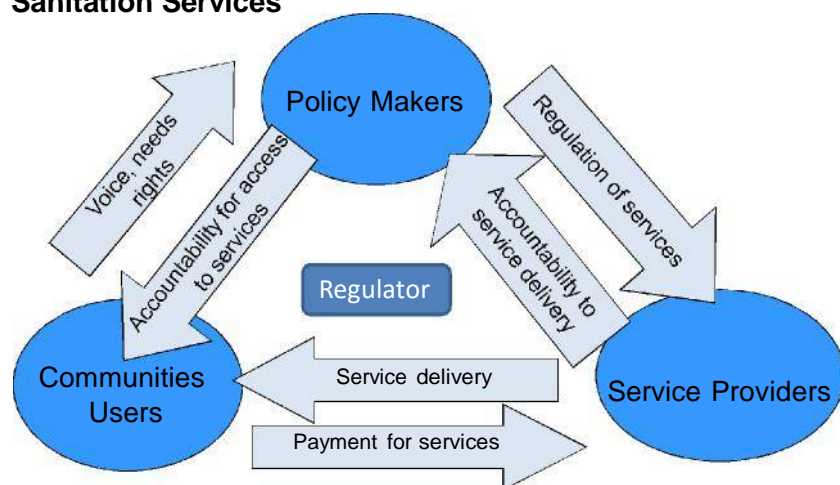 Sanitation Services
Policy Makers
Voice, needs
rights
Accountability for access
to services
Regulation of services
Accountability to
service delivery
Regulator
Communities
Users
Service delivery
Service Providers
Payment for services